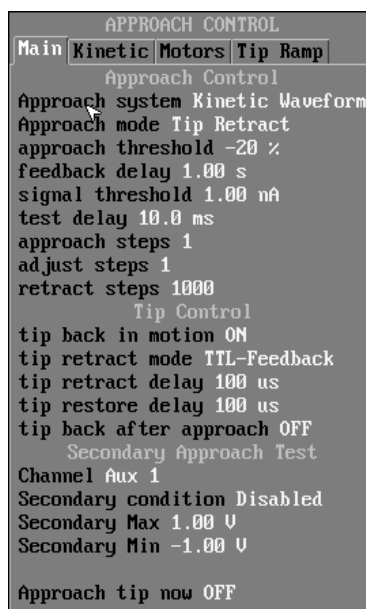 APPROACH CONTROL
Main Kinetic Motors Tip Ramp
Approach Control
Approach system Kinetic Waveform
Approach mode Tip Retract
approach threshold -20 %
feedback delay 1.00 s
signal threshold 1.00 nA
test delay 10.0 ms
approach steps 1
adjust steps 1
retract steps 1000
Tip Control
tip back in motion ON
tip retract mode TTL-Feedback
tip retract delay 100 us
tip restore delay 100 us
tip back after approach OFF
Secondary Approach Test
Channel Aux 1
Secondary condition Disabled
Secondary Max 1.00 V
Secondary Min -1.00 V
Approach tip now OFF